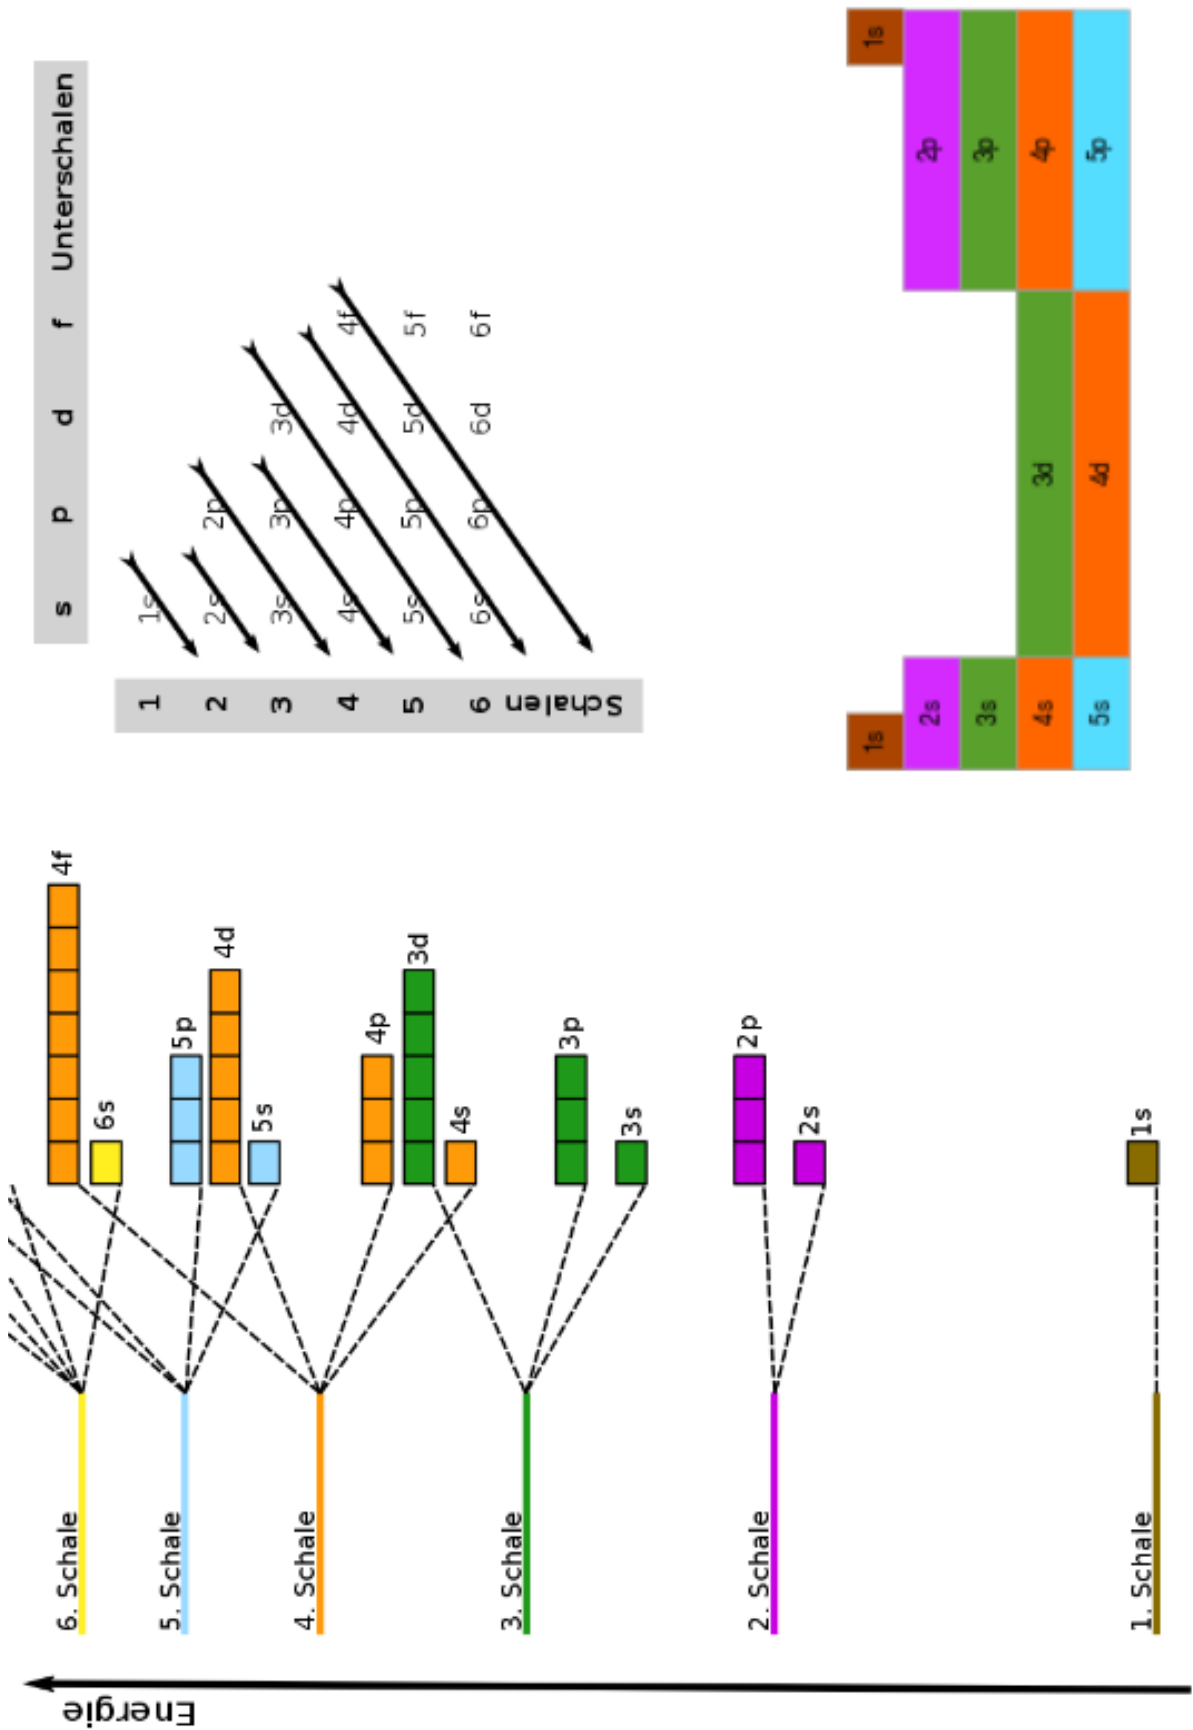 Energie
6. Schale
5. Schale
4. Schale
3. Schale
2. Schale
1. Schale
4f
6s
5p
4d
5s
4p
3d
4s
3p
3s
2p
2s
1s
s p d f Unterschalen
1 1s
2 2s 2p
3 3s 3p 3d
4 4s 4p 4d 4f
5 5s 5p 5d 5f
6 6s 6p 6d 6f
Schalen
1s 1s
2s 2p
3s 3p
4s 3d 4p
5s 4d 5p